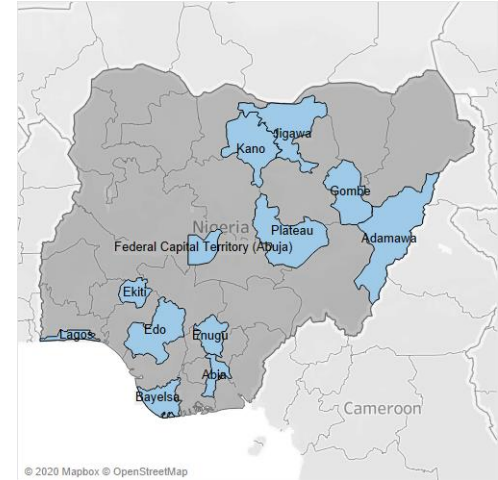 Jigawa
Kano
Gombe
Nigeria
Plateau
Adamawa
Federal Capital Territory (Abuja)
Ekiti
Edo
Lagos
Enugu
Abia
Bayelsa
Cameroon
© 2020 Mapbox © OpenStreetMap